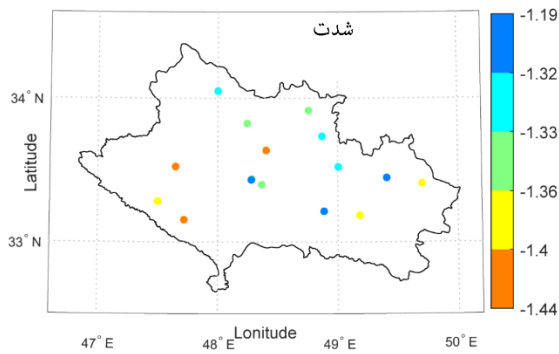 شدت
-1.19
-1.32
-1.33
-1.36
-1.4
-1.44
34° N
33° N
Latitude
47° E
48° E
49° E
50° E
Lonitude